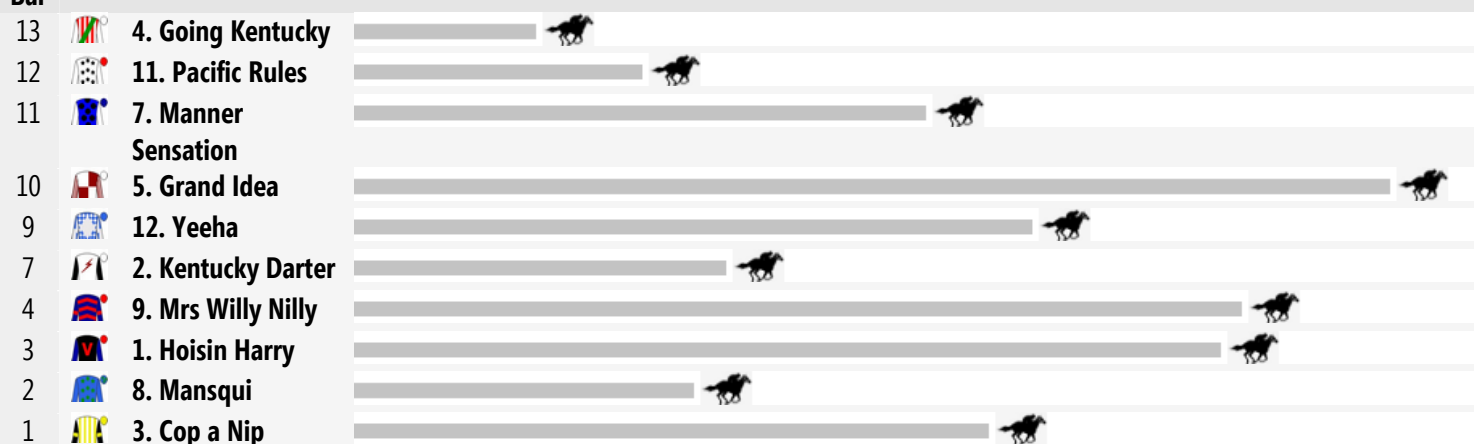 Bar
13 4. Going Kentucky
12 11. Pacific Rules
11 7. Manner
Sensation
10 5. Grand Idea
9 12. Yeeha
7 2. Kentucky Darter
4 9. Mrs Willy Nilly
3 V 1. Hoisin Harry
2 8. Mansqui
1 3. Cop a Nip